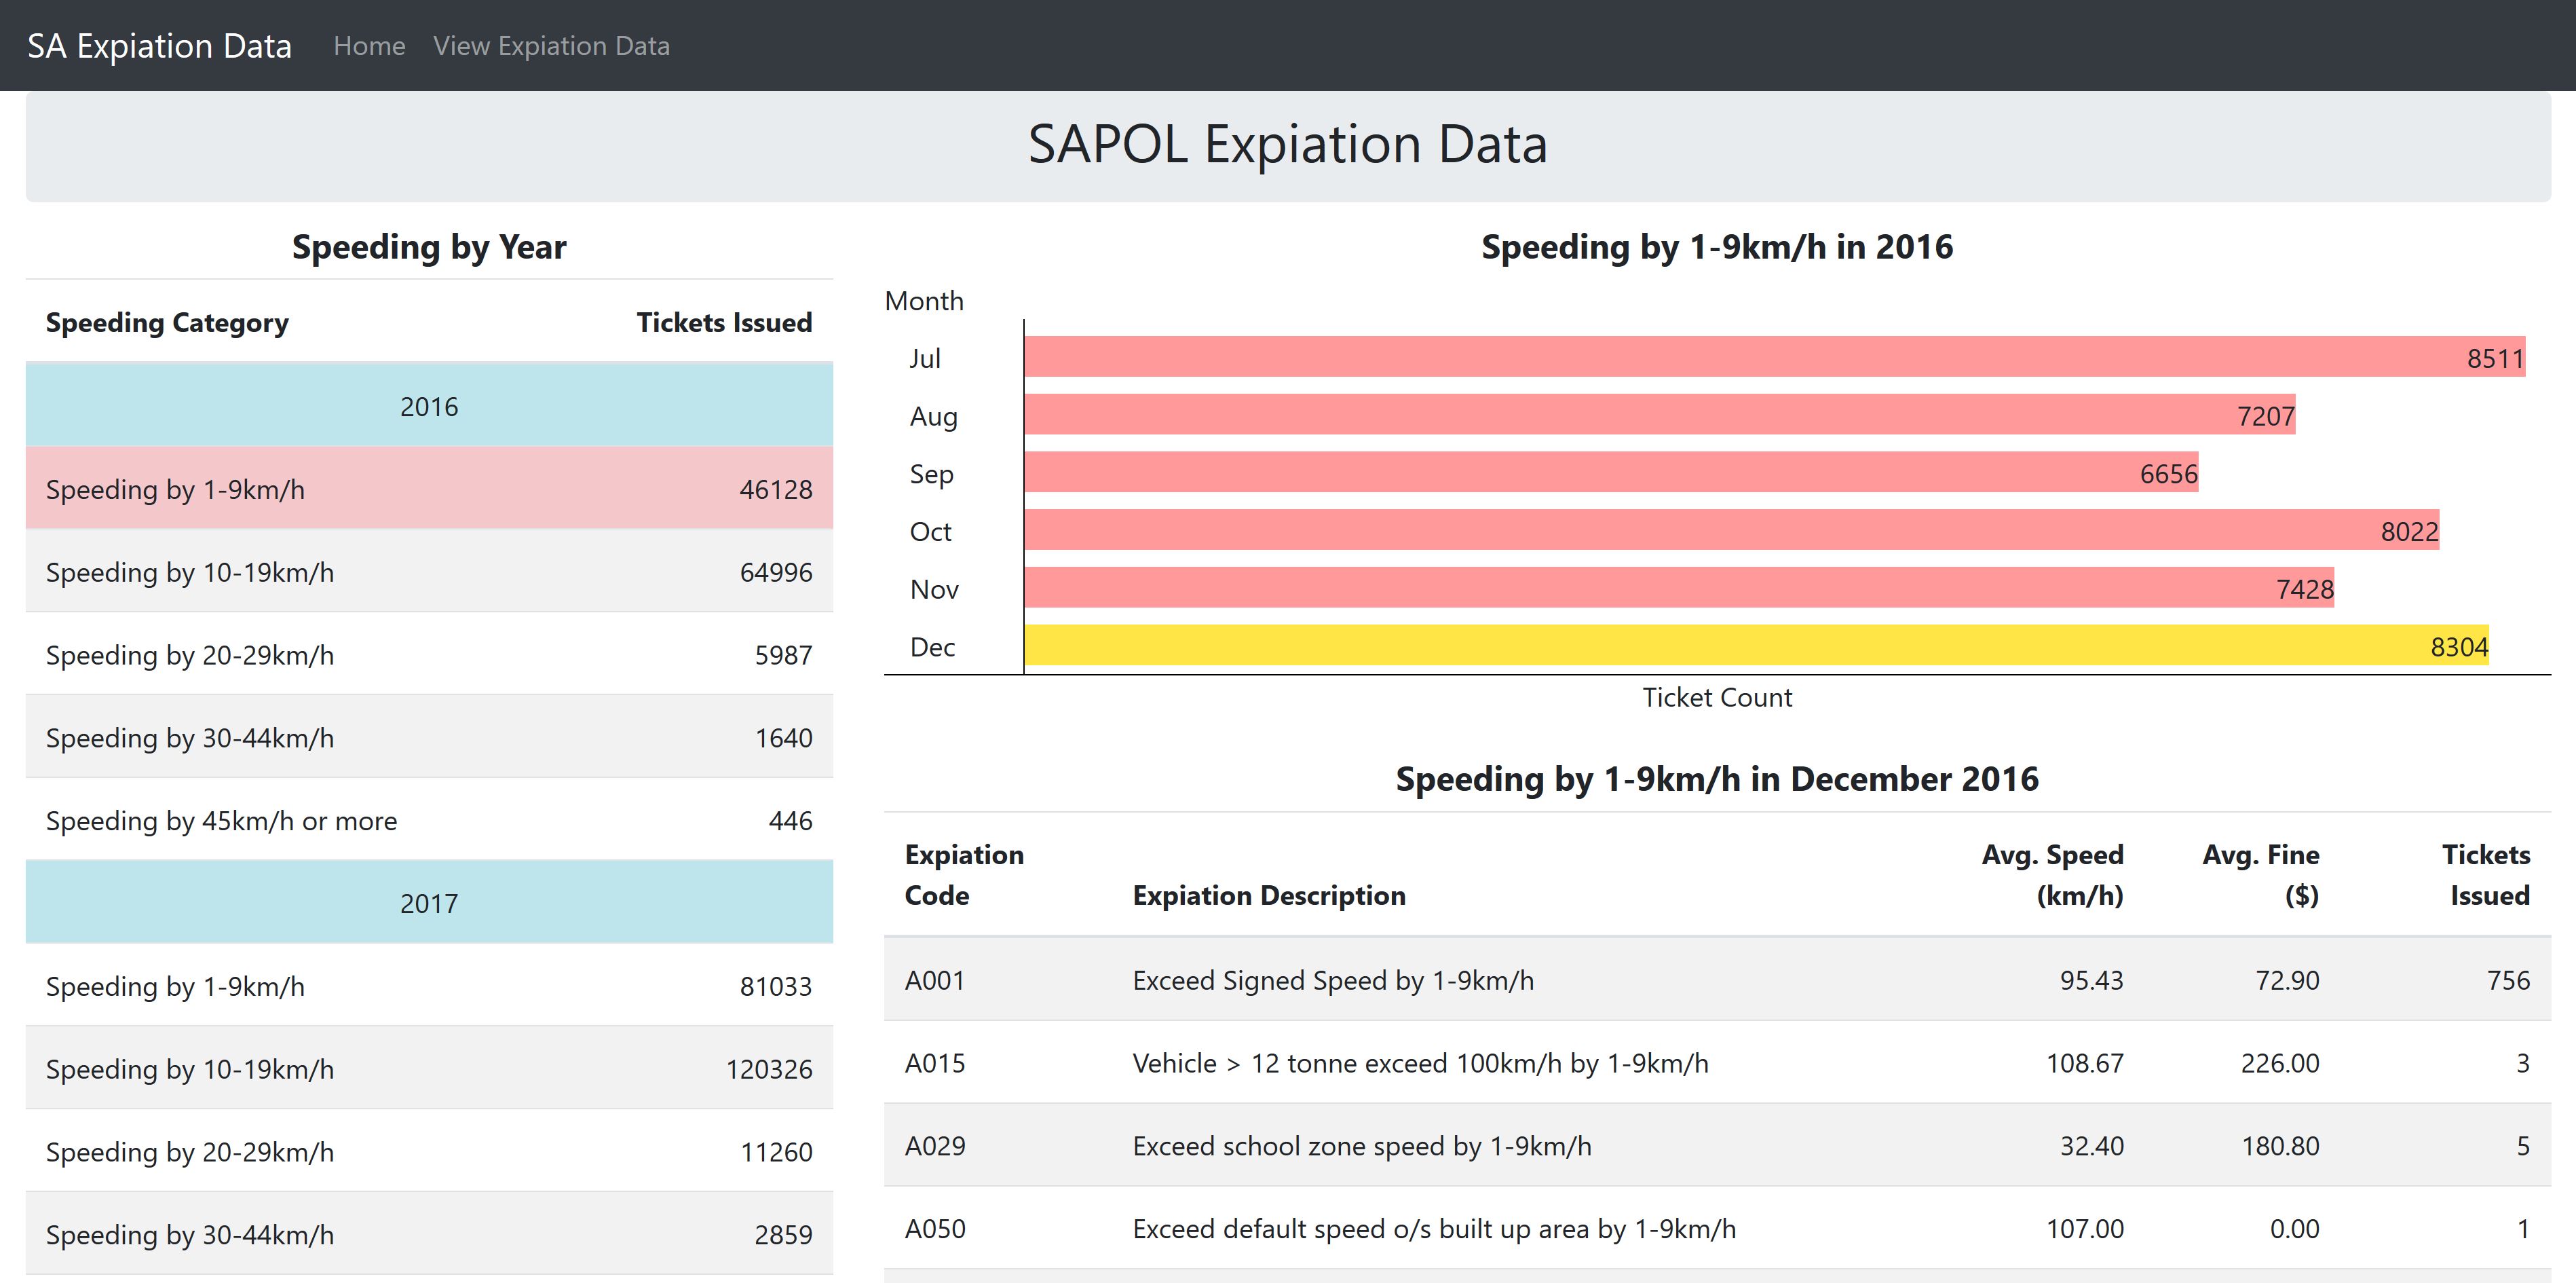 SA Expiation Data Home View Expiation Data
SAPOL Expiation Data
Speeding by Year
Speeding Category Tickets Issued
2016
Speeding by 1-9km/h 46128
Speeding by 10-19km/h 64996
Speeding by 20-29km/h 5987
Speeding by 30-44km/h 1640
Speeding by 45km/h or more 446
2017
Speeding by 1-9km/h 81033
Speeding by 10-19km/h 120326
Speeding by 20-29km/h 11260
Speeding by 30-44km/h 2859
Speeding by 1-9km/h in 2016
Month
Jul 8511
Aug 7207
Sep 6656
Oct 8022
Nov 7428
Dec 8304
Ticket Count
Speeding by 1-9km/h in December 2016
Expiation Avg. Speed Avg. Fine Tickets
Code Expiation Description (km/h) ($) Issued
A001 Exceed Signed Speed by 1-9km/h 95.43 72.90 756
A015 Vehicle > 12 tonne exceed 100km/h by 1-9km/h 108.67 226.00 3
A029 Exceed school zone speed by 1-9km/h 32.40 180.80 5
A050 Exceed default speed o/s built up area by 1-9km/h 107.00 0.00 1